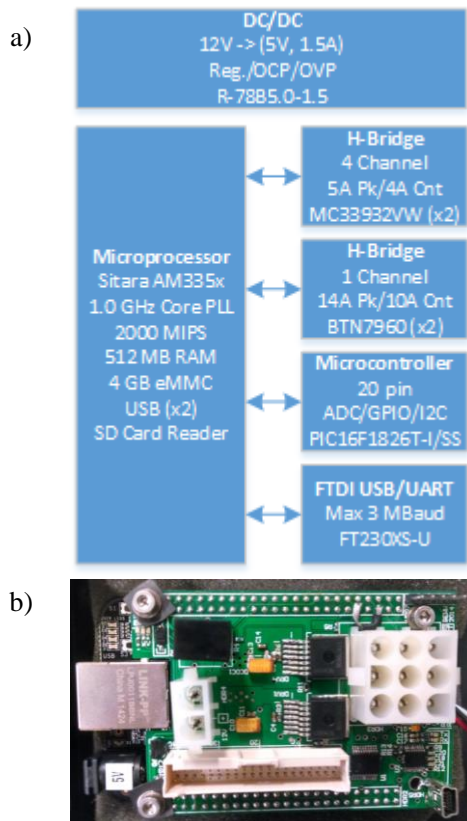 a)
DC/DC
12V -> (5V, 1.5A)
Reg./OCP/OVP
R-78B5.0-1.5
Microprocessor
Sitara AM335x
1.0 GHz Core PLL
2000 MIPS
512 MB RAM
4 GB eMMC
USB (x2)
SD Card Reader
H-Bridge
4 Channel
5A Pk/4A Cnt
MC33932VW (x2)
H-Bridge
1 Channel
14A Pk/10A Cnt
BTN7960 (x2)
Microcontroller
20 pin
ADC/GPIO/I2C
PIC16F1826T-I/SS
FTDI USB/UART
Max 3 MBaud
FT230XS-U
b)
LINK-PP
5V